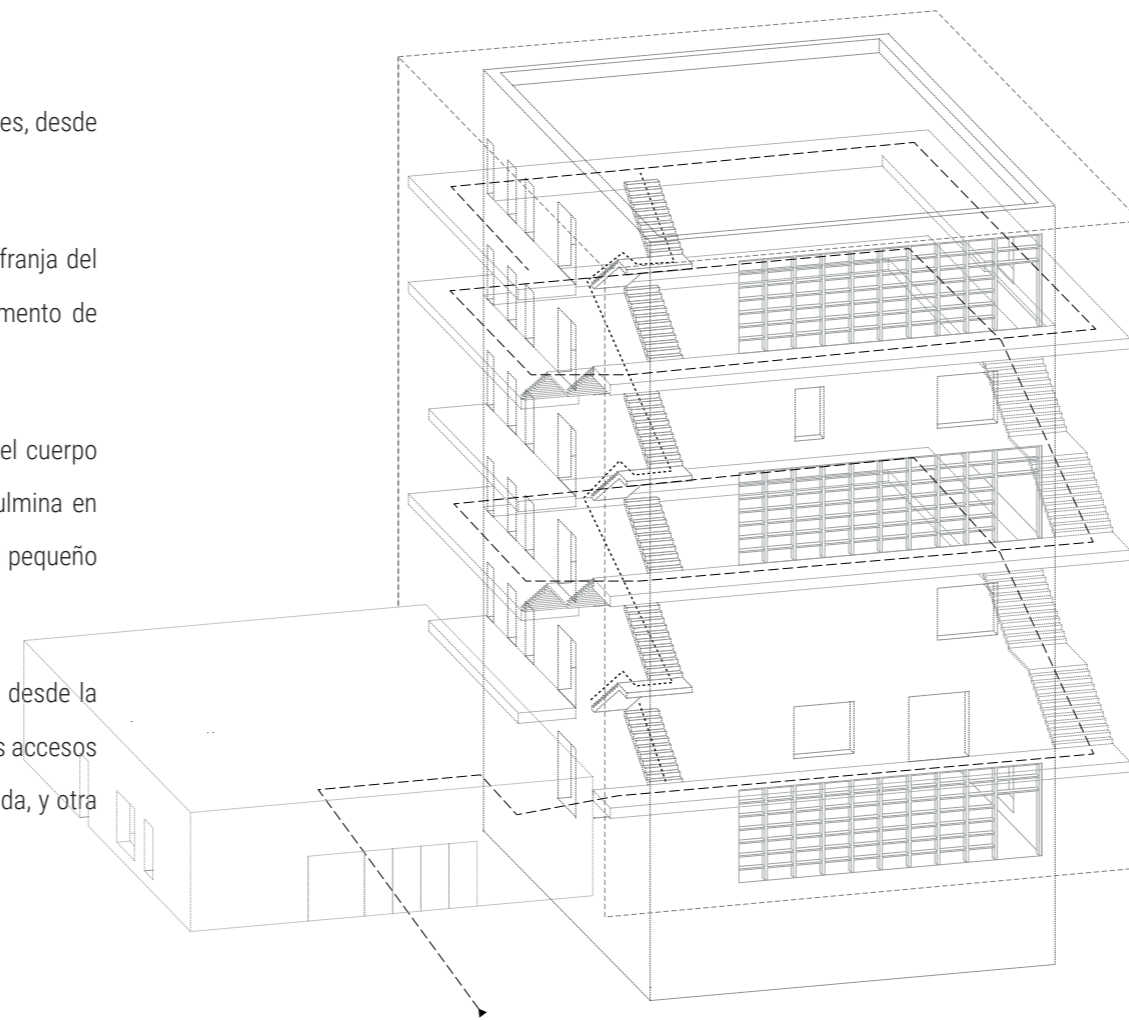 es, desde
franja del
mento de
el cuerpo
ulmina en
pequeño
desde la
s accesos
da, y otra